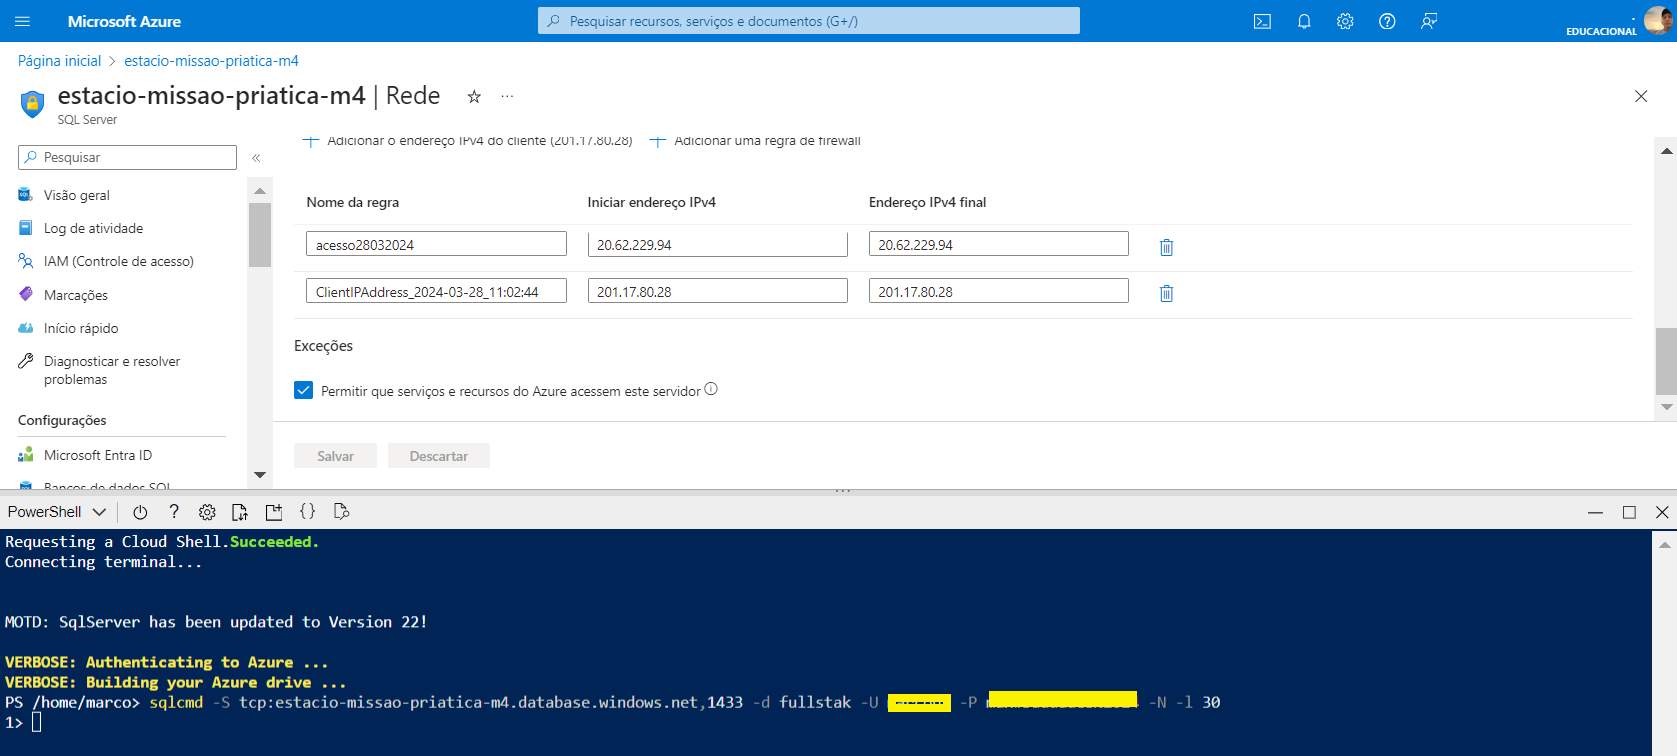 Microsoft Azure
Pesquisar recursos, serviços e documentos (G+/)
EDUCACIONAL
Página inicial > estacio-missao-priatica-m4
estacio-missao-priatica-m4 | Rede
SQL Server
Pesquisar
Visão geral
Log de atividade
IAM (Controle de acesso)
Marcações
Início rápido
Diagnosticar e resolver
problemas
Configurações
Microsoft Entra ID
Bancos de dados SQL
Adicionar o endereço IPv4 do cliente (201.17.80.28) Adicionar uma regra de firewall
Nome da regra Iniciar endereço IPv4 Endereço IPv4 final
acesso28032024 20.62.229.94 20.62.229.94
ClientIPAddress_2024-03-28_11:02:44 201.17.80.28 201.17.80.28
Exceções
Permitir que serviços e recursos do Azure acessem este servidor
Salvar Descartar
PowerShell
Requesting a Cloud Shell.Succeeded.
Connecting terminal...
MOTD: SqlServer has been updated to Version 22!
VERBOSE: Authenticating to Azure ...
VERBOSE: Building your Azure drive ...
PS /home/marco> sqlcmd -S tcp:estacio-missao-priatica-m4.database.windows.net,1433 -d fullstak -U -P -N -l 30
1>